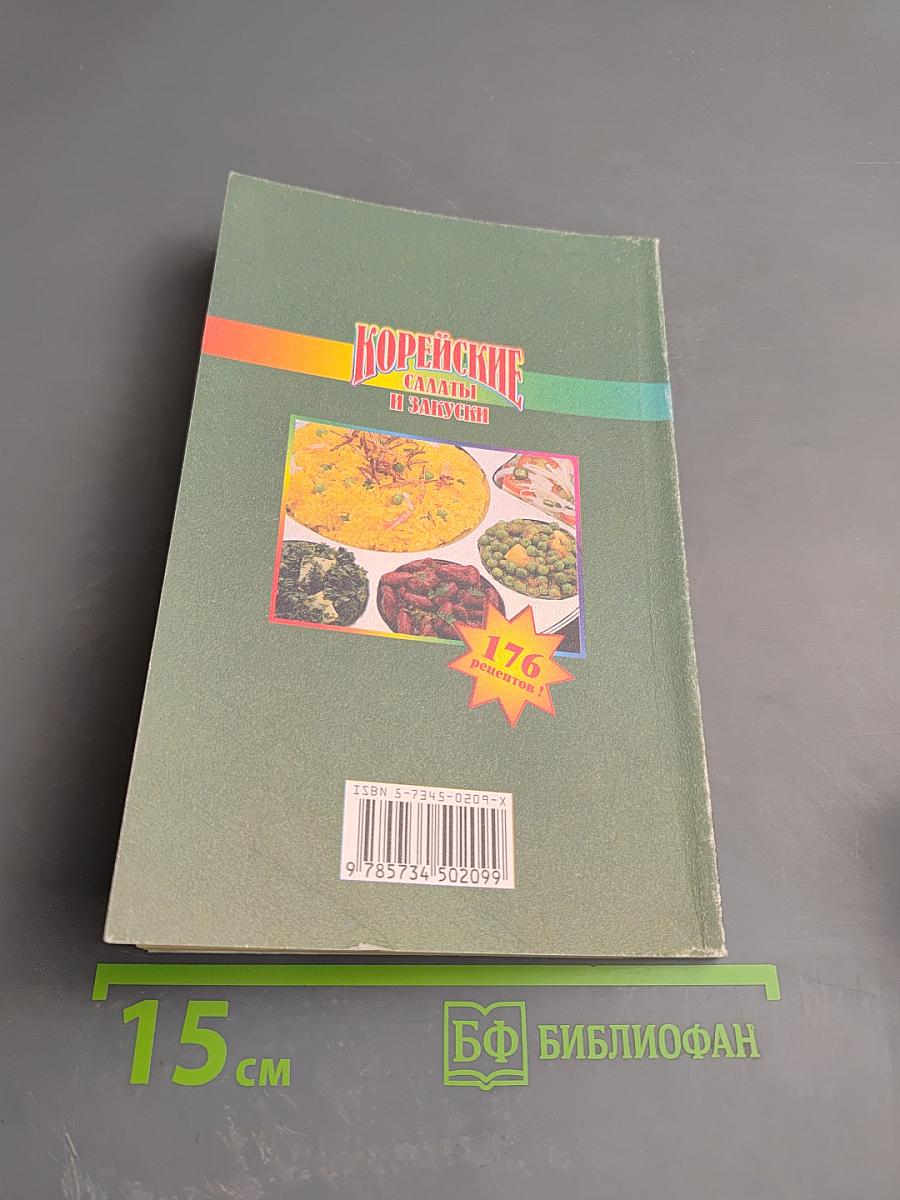 КОРЕЙСКИЕ
САЛАТЫ
И ЗАКУСКИ
176
рецептов!
ISBN 5-7345-0209-X
9 785734 502099
15 см
БФ БИБЛИОФАН